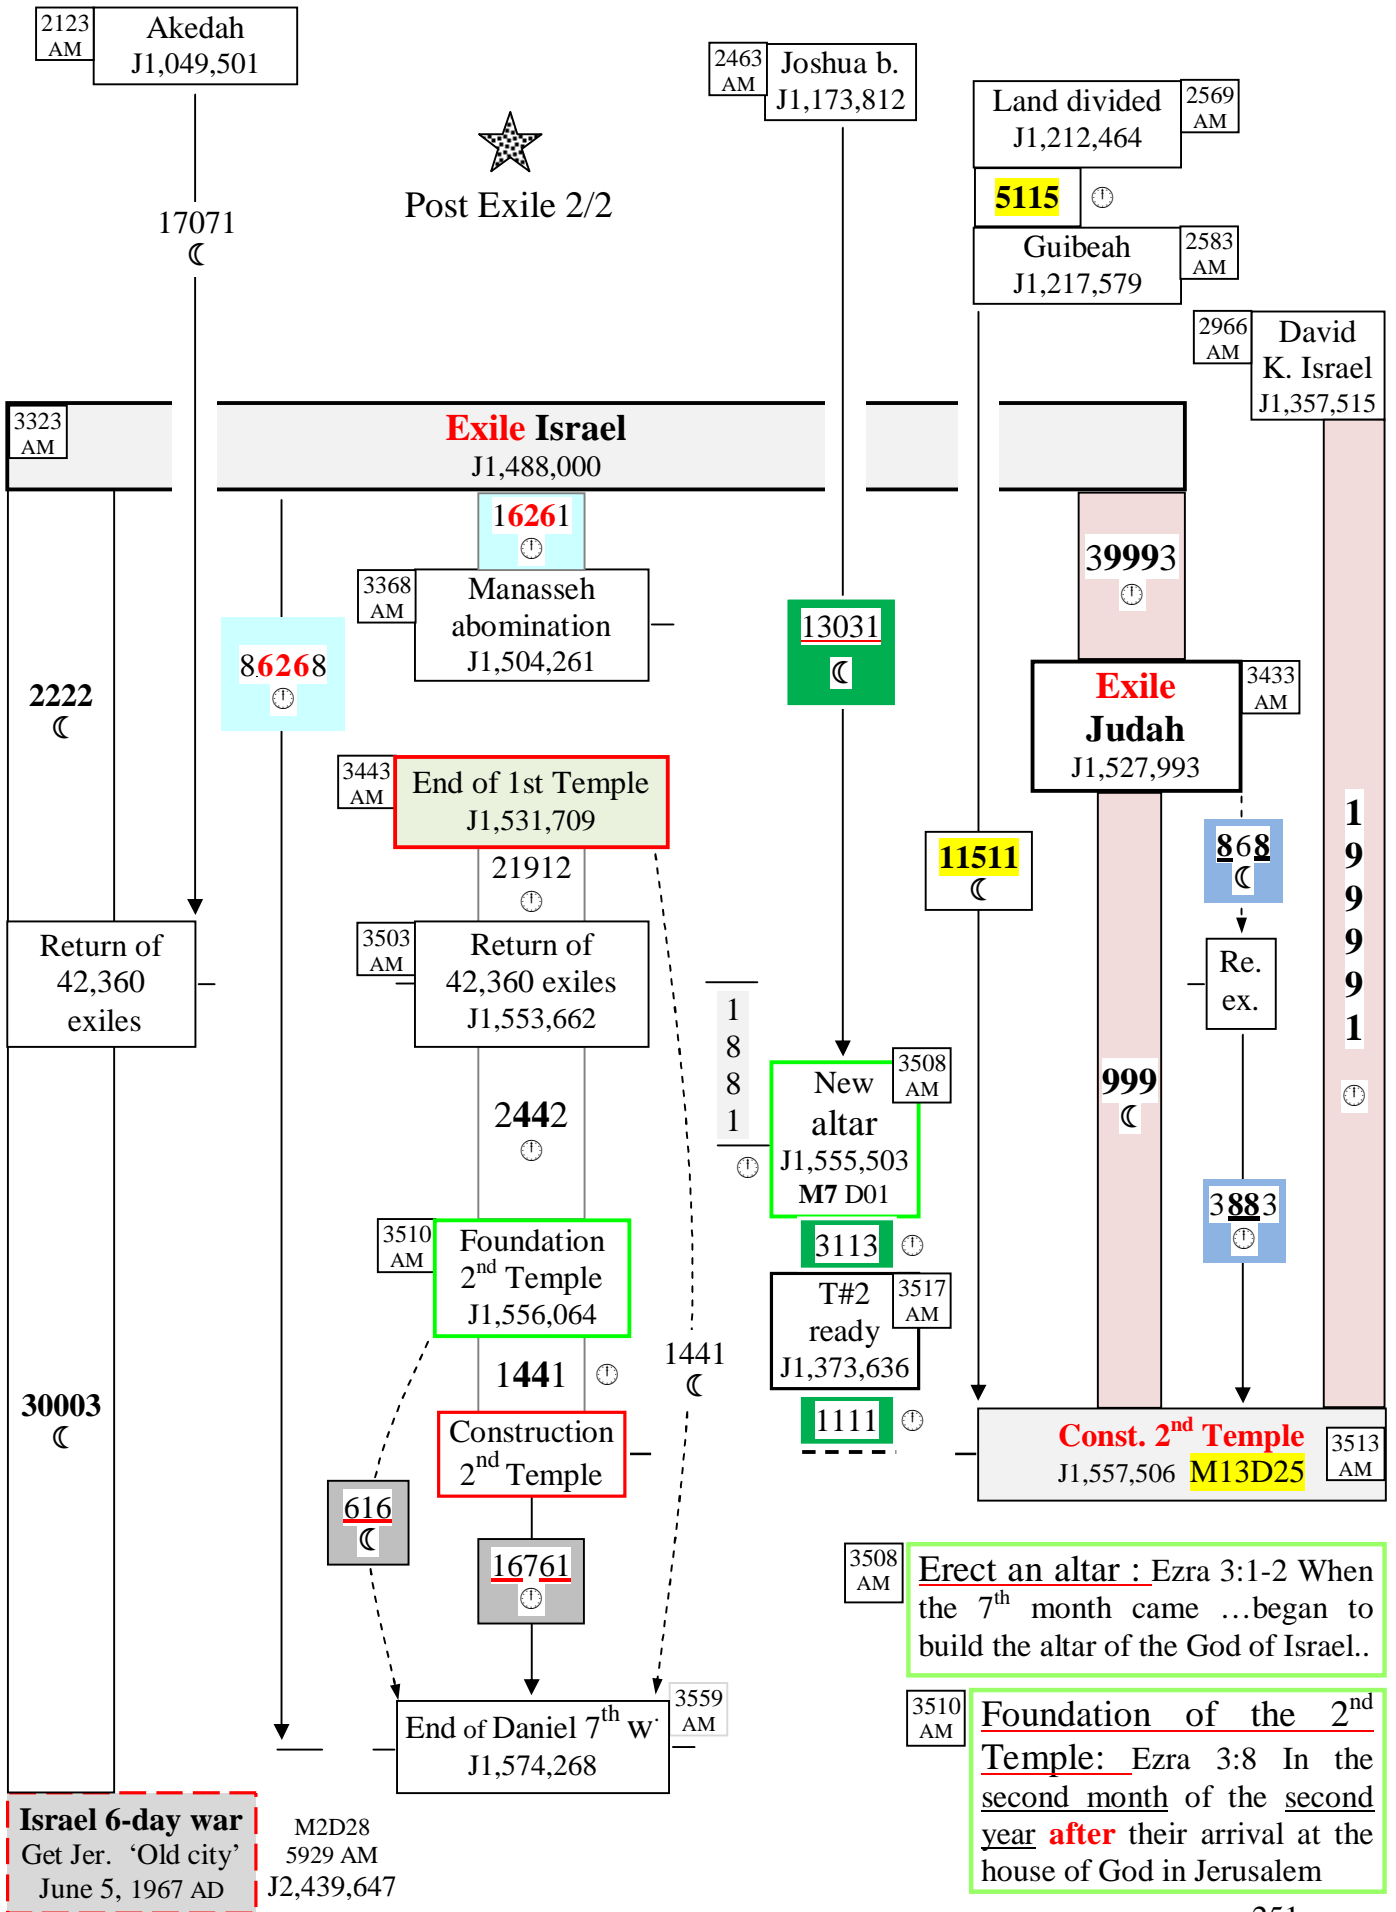 2123
AM
Akedah
J1,049,501
2463
AM
Joshua b.
J1,173,812
Land divided
J1,212,464
2569
AM
5115
Guibeah
J1,217,579
2583
AM
17071
☾
Post Exile 2/2
2966
AM
David
K. Israel
J1,357,515
3323
AM
Exile Israel
J1,488,000
16261
3368
AM
Manasseh
abomination
J1,504,261
86268
2222
☾
13031
☾
39993
Exile
Judah
J1,527,993
3433
AM
3443
AM
End of 1st Temple
J1,531,709
21912
11511
☾
868
☾
1
9
9
9
9
1
Return of
42,360
exiles
3503
AM
Return of
42,360 exiles
J1,553,662
Re.
ex.
1
8
8
1
2442
New
altar
J1,555,503
M7 D01
3508
AM
999
☾
3883
3510
AM
Foundation
2nd Temple
J1,556,064
3113
T#2
ready
J1,373,636
3517
AM
1441
1441
☾
1111
30003
☾
Construction
2nd Temple
Const. 2nd Temple
J1,557,506 M13D25
3513
AM
616
☾
16761
3508
AM
Erect an altar : Ezra 3:1-2 When
the 7th month came …began to
build the altar of the God of Israel..
End of Daniel 7th w.
J1,574,268
3559
AM
3510
AM
Foundation of the 2nd
Temple: Ezra 3:8 In the
second month of the second
year after their arrival at the
house of God in Jerusalem
Israel 6-day war
Get Jer. ‘Old city’
June 5, 1967 AD
M2D28
5929 AM
J2,439,647